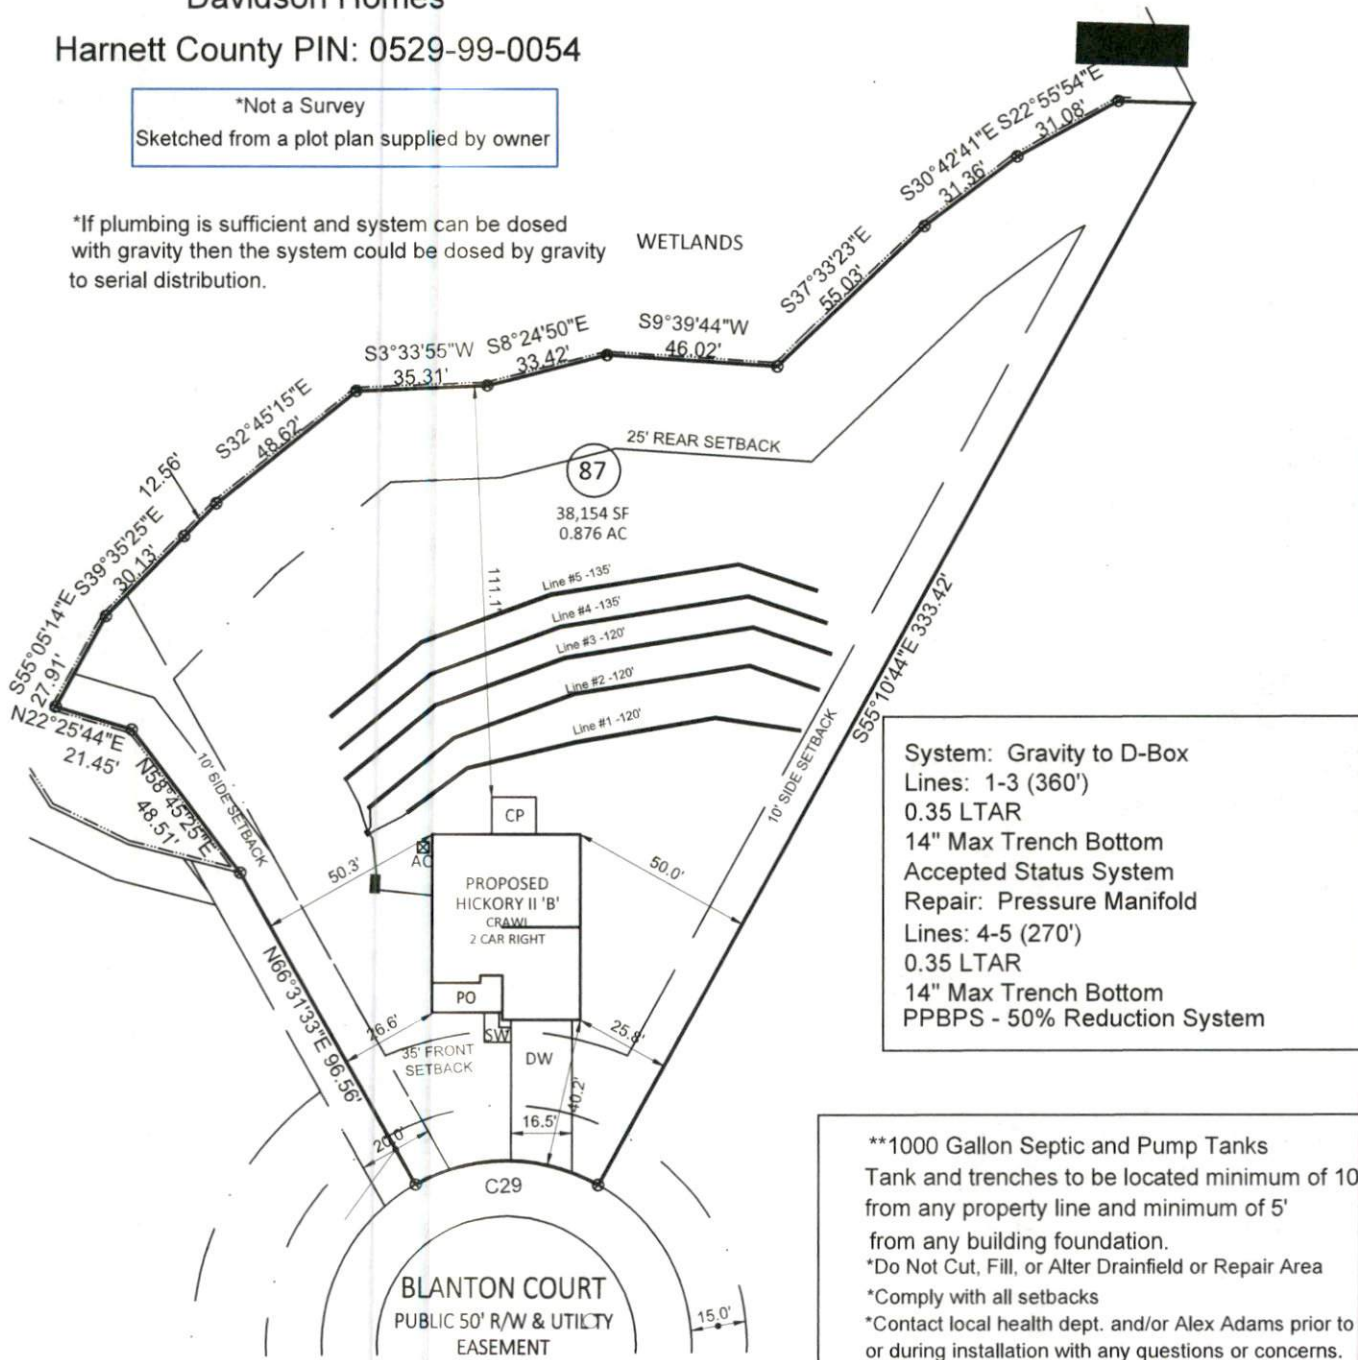 Davidson Homes
Harnett County PIN: 0529-99-0054
*Not a Survey
Sketched from a plot plan supplied by owner
*If plumbing is sufficient and system can be dosed
with gravity then the system could be dosed by gravity
to serial distribution.
WETLANDS
S22°55'54"E
31.08'
S30°42'41"E
31.36'
S37°33'23"E
55.03'
S9°39'44"W
46.02'
S8°24'50"E
33.42'
S3°33'55"W
35.31'
S32°45'15"E
48.62'
12.56'
S39°35'25"E
30.13'
S55°05'14"E
27.91'
N22°25'44"E
21.45'
N58°45'25"E
48.51'
25' REAR SETBACK
87
38,154 SF
0.876 AC
111.1'
Line #5 -135'
Line #4 -135'
Line #3 -120'
Line #2 -120'
Line #1 -120'
S55°10'44"E 333.42'
10' SIDE SETBACK
10' SIDE SETBACK
CP
AC
50.3'
50.0'
PROPOSED
HICKORY II 'B'
CRAWL
2 CAR RIGHT
PO
SW
DW
26.6'
25.8'
35' FRONT
SETBACK
N66°31'33"E 96.56'
40.2'
16.5'
20.0'
C29
BLANTON COURT
PUBLIC 50' R/W & UTILITY
EASEMENT
15.0'
System: Gravity to D-Box
Lines: 1-3 (360')
0.35 LTAR
14" Max Trench Bottom
Accepted Status System
Repair: Pressure Manifold
Lines: 4-5 (270')
0.35 LTAR
14" Max Trench Bottom
PPBPS - 50% Reduction System
**1000 Gallon Septic and Pump Tanks
Tank and trenches to be located minimum of 10
from any property line and minimum of 5'
from any building foundation.
*Do Not Cut, Fill, or Alter Drainfield or Repair Area
*Comply with all setbacks
*Contact local health dept. and/or Alex Adams prior to
or during installation with any questions or concerns.